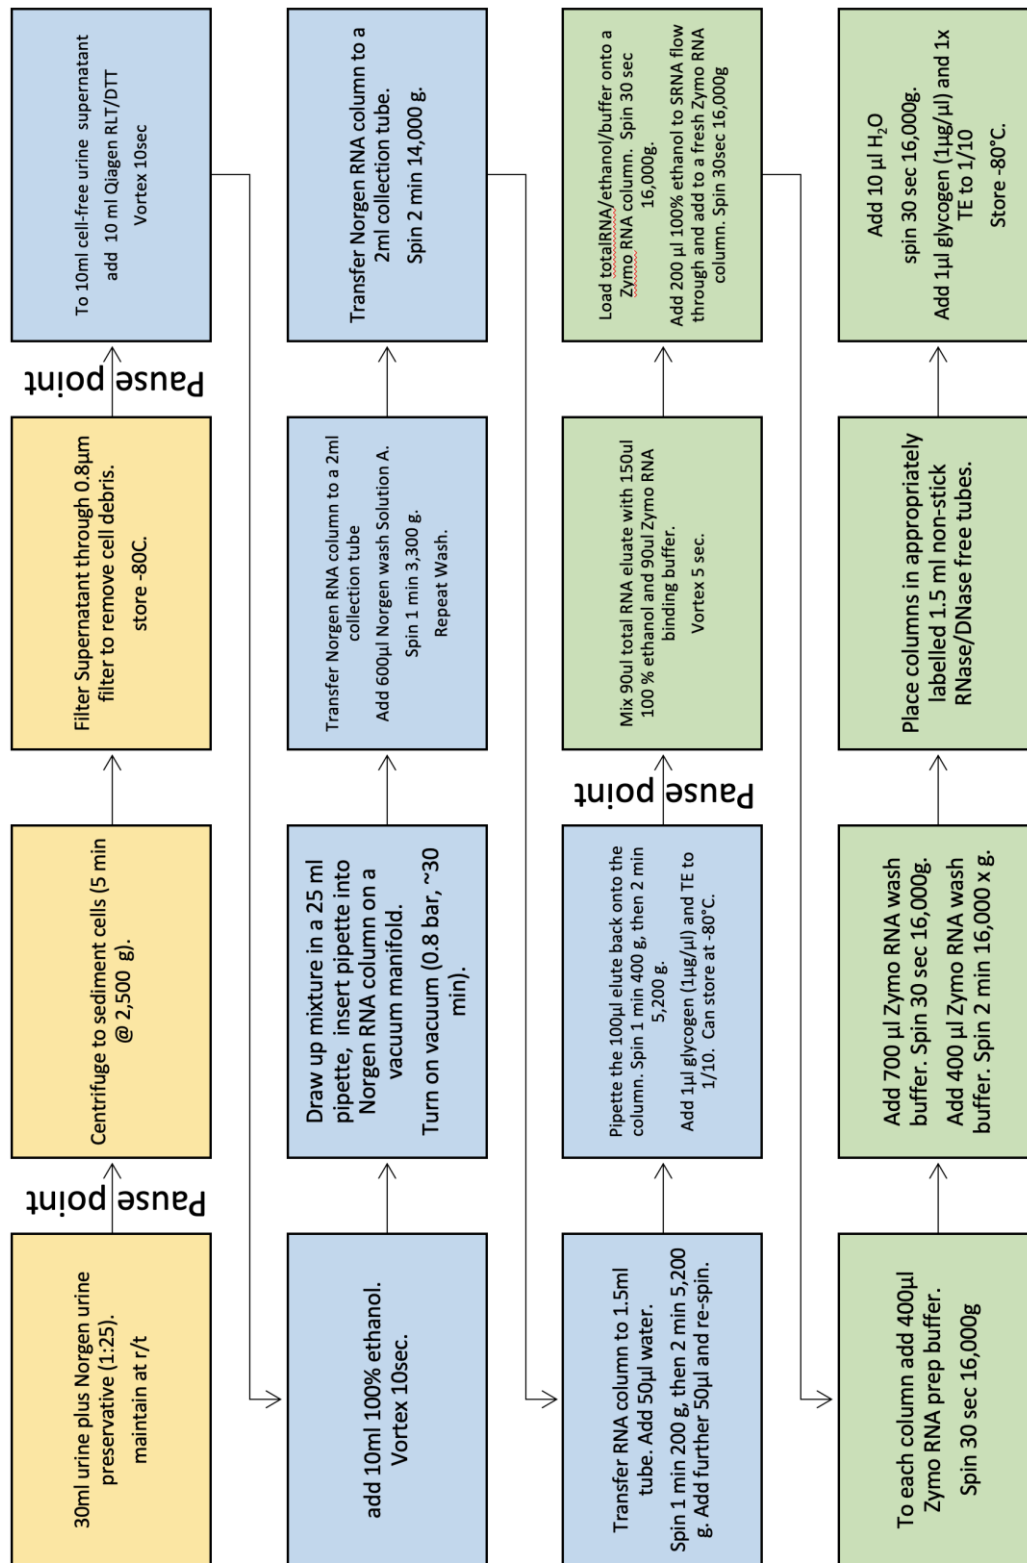 30ml urine plus Norgen urine
preservative (1:25).
maintain at r/t
Pause point
Centrifuge to sediment cells (5 min
@ 2,500 g).
Filter Supernatant through 0.8µm
filter to remove cell debris.
store -80C.
Pause point
To 10ml cell-free urine supernatant
add 10 ml Qiagen RLT/DTT
Vortex 10sec
add 10ml 100% ethanol.
Vortex 10sec.
Draw up mixture in a 25 ml
pipette, insert pipette into
Norgen RNA column on a
vacuum manifold.
Turn on vacuum (0.8 bar, ~30
min).
Transfer Norgen RNA column to a 2ml
collection tube
Add 600µl Norgen wash Solution A.
Spin 1 min 3,300 g.
Repeat Wash.
Transfer Norgen RNA column to a
2ml collection tube.
Spin 2 min 14,000 g.
Transfer RNA column to 1.5ml
tube. Add 50µl water.
Spin 1 min 200 g, then 2 min 5,200
g. Add further 50µl and re-spin.
Pipette the 100µl elute back onto the
column. Spin 1 min 400 g, then 2 min
5,200 g.
Add 1µl glycogen (1µg/µl) and TE to
1/10. Can store at -80°C.
Pause point
Mix 90ul total RNA eluate with 150ul
100 % ethanol and 90ul Zymo RNA
binding buffer.
Vortex 5 sec.
Load totalRNA/ethanol/buffer onto a
Zymo RNA column. Spin 30 sec
16,000g.
Add 200 µl 100% ethanol to SRNA flow
through and add to a fresh Zymo RNA
column. Spin 30sec 16,000g
To each column add 400µl
Zymo RNA prep buffer.
Spin 30 sec 16,000g
Add 700 µl Zymo RNA wash
buffer. Spin 30 sec 16,000g.
Add 400 µl Zymo RNA wash
buffer. Spin 2 min 16,000 x g.
Place columns in appropriately
labelled 1.5 ml non-stick
RNase/DNase free tubes.
Add 10 µl H₂O
spin 30 sec 16,000g.
Add 1µl glycogen (1µg/µl) and 1x
TE to 1/10
Store -80°C.